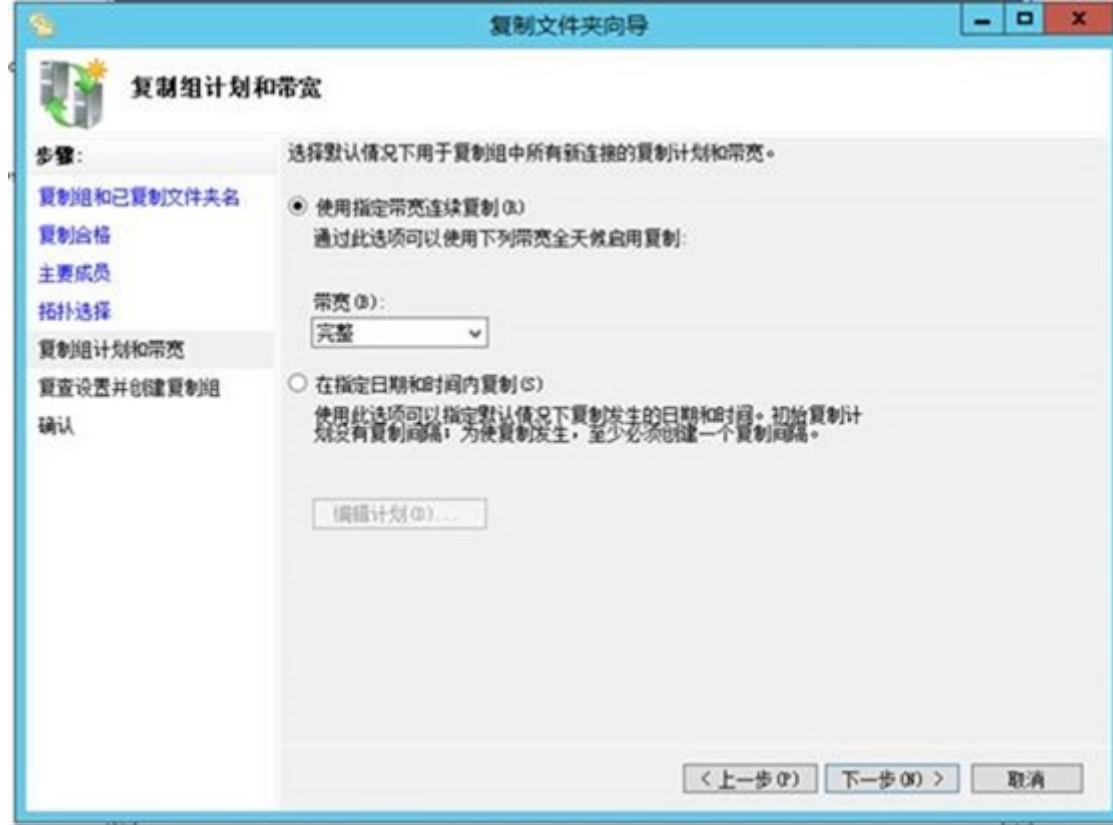 复制文件夹向导
复制组计划和带宽
步骤:
复制组和已复制文件夹名
复制合格
主要成员
拓扑选择
复制组计划和带宽
复查设置并创建复制组
确认
选择默认情况下用于复制组中所有新连接的复制计划和带宽。
使用指定带宽连续复制(R)
通过此选项可以使用下列带宽全天候启用复制:
带宽(B):
完整
在指定日期和时间内复制(S)
使用此选项可以指定默认情况下复制发生的日期和时间。初始复制计
划没有复制间隔；为使复制发生，至少必须创建一个复制间隔。
编辑计划(D)...
< 上一步(P)
下一步(N) >
取消